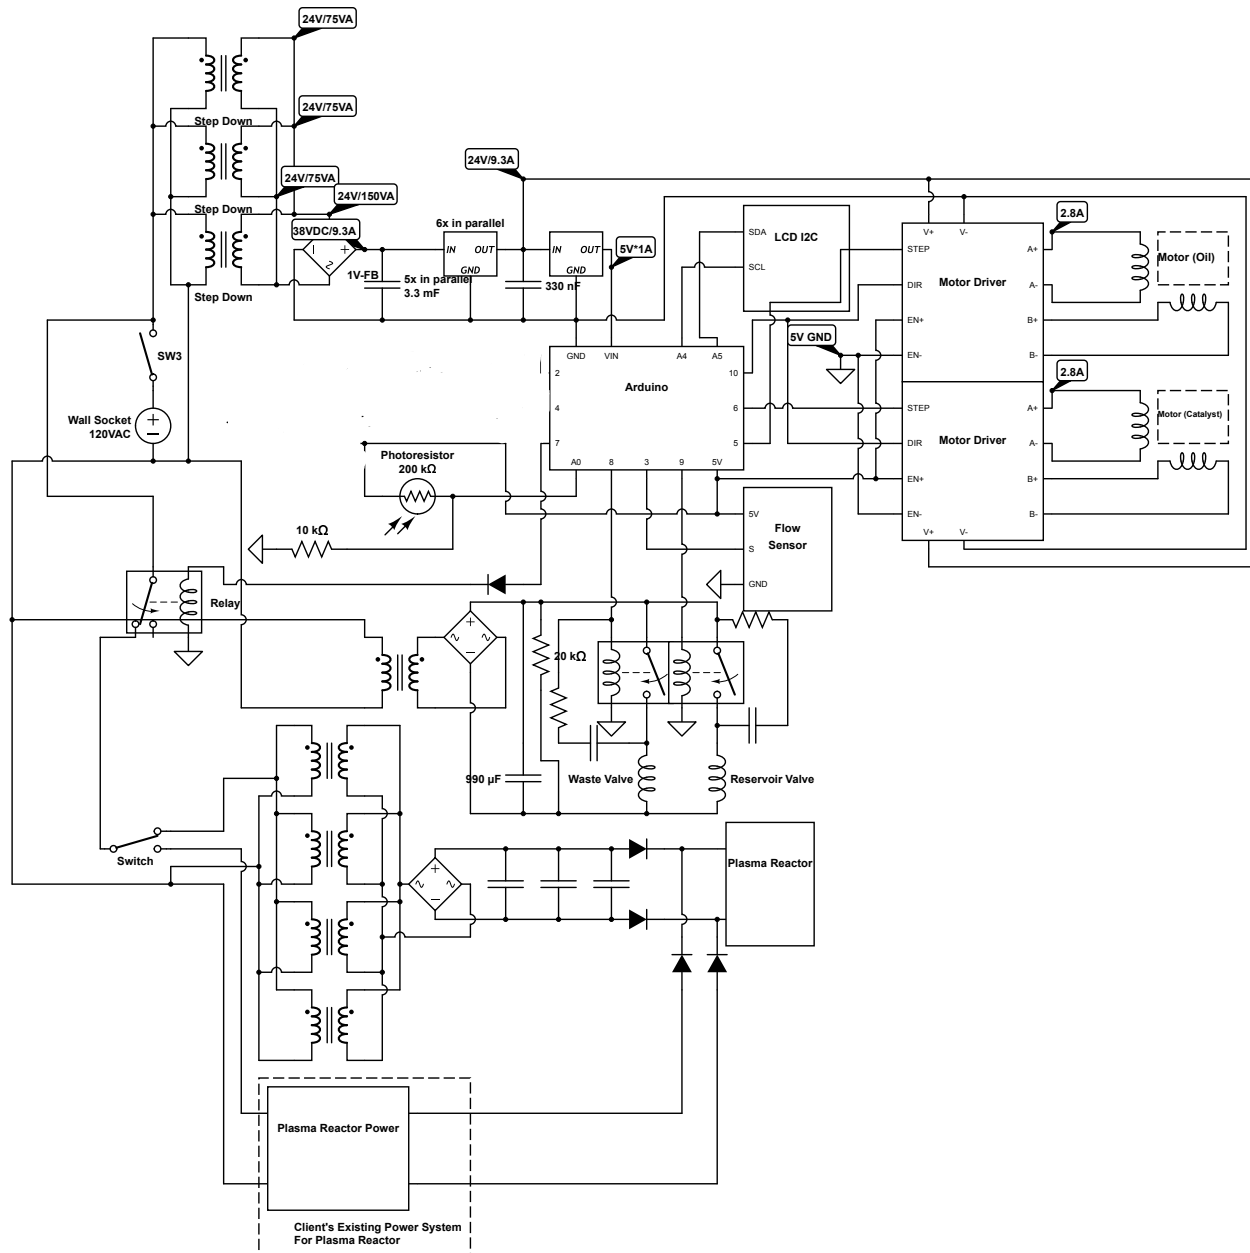 24V/75VA
24V/75VA
Step Down
24V/75VA
24V/150VA
Step Down
Step Down
38VDC/9.3A
1V-FB
5x in parallel
3.3 mF
6x in parallel
IN OUT
GND
24V/9.3A
330 nF
IN OUT
GND
5V*1A
LCD I2C
SDA
SCL
V+ V-
STEP
DIR
EN+
EN-
Motor Driver
A+
A-
B+
B-
2.8A
Motor (Oil)
5V GND
SW3
Wall Socket
120VAC
GND VIN A4 A5
2
4
7
Arduino
10
6
5
A0 8 3 9 5V
2.8A
STEP
DIR
EN+
EN-
Motor Driver
A+
A-
B+
B-
V+ V-
Motor (Catalyst)
Photoresistor
200 kΩ
10 kΩ
5V
S
GND
Flow
Sensor
Relay
20 kΩ
990 µF
Waste Valve
Reservoir Valve
Switch
Plasma Reactor
Plasma Reactor Power
Client's Existing Power System
For Plasma Reactor